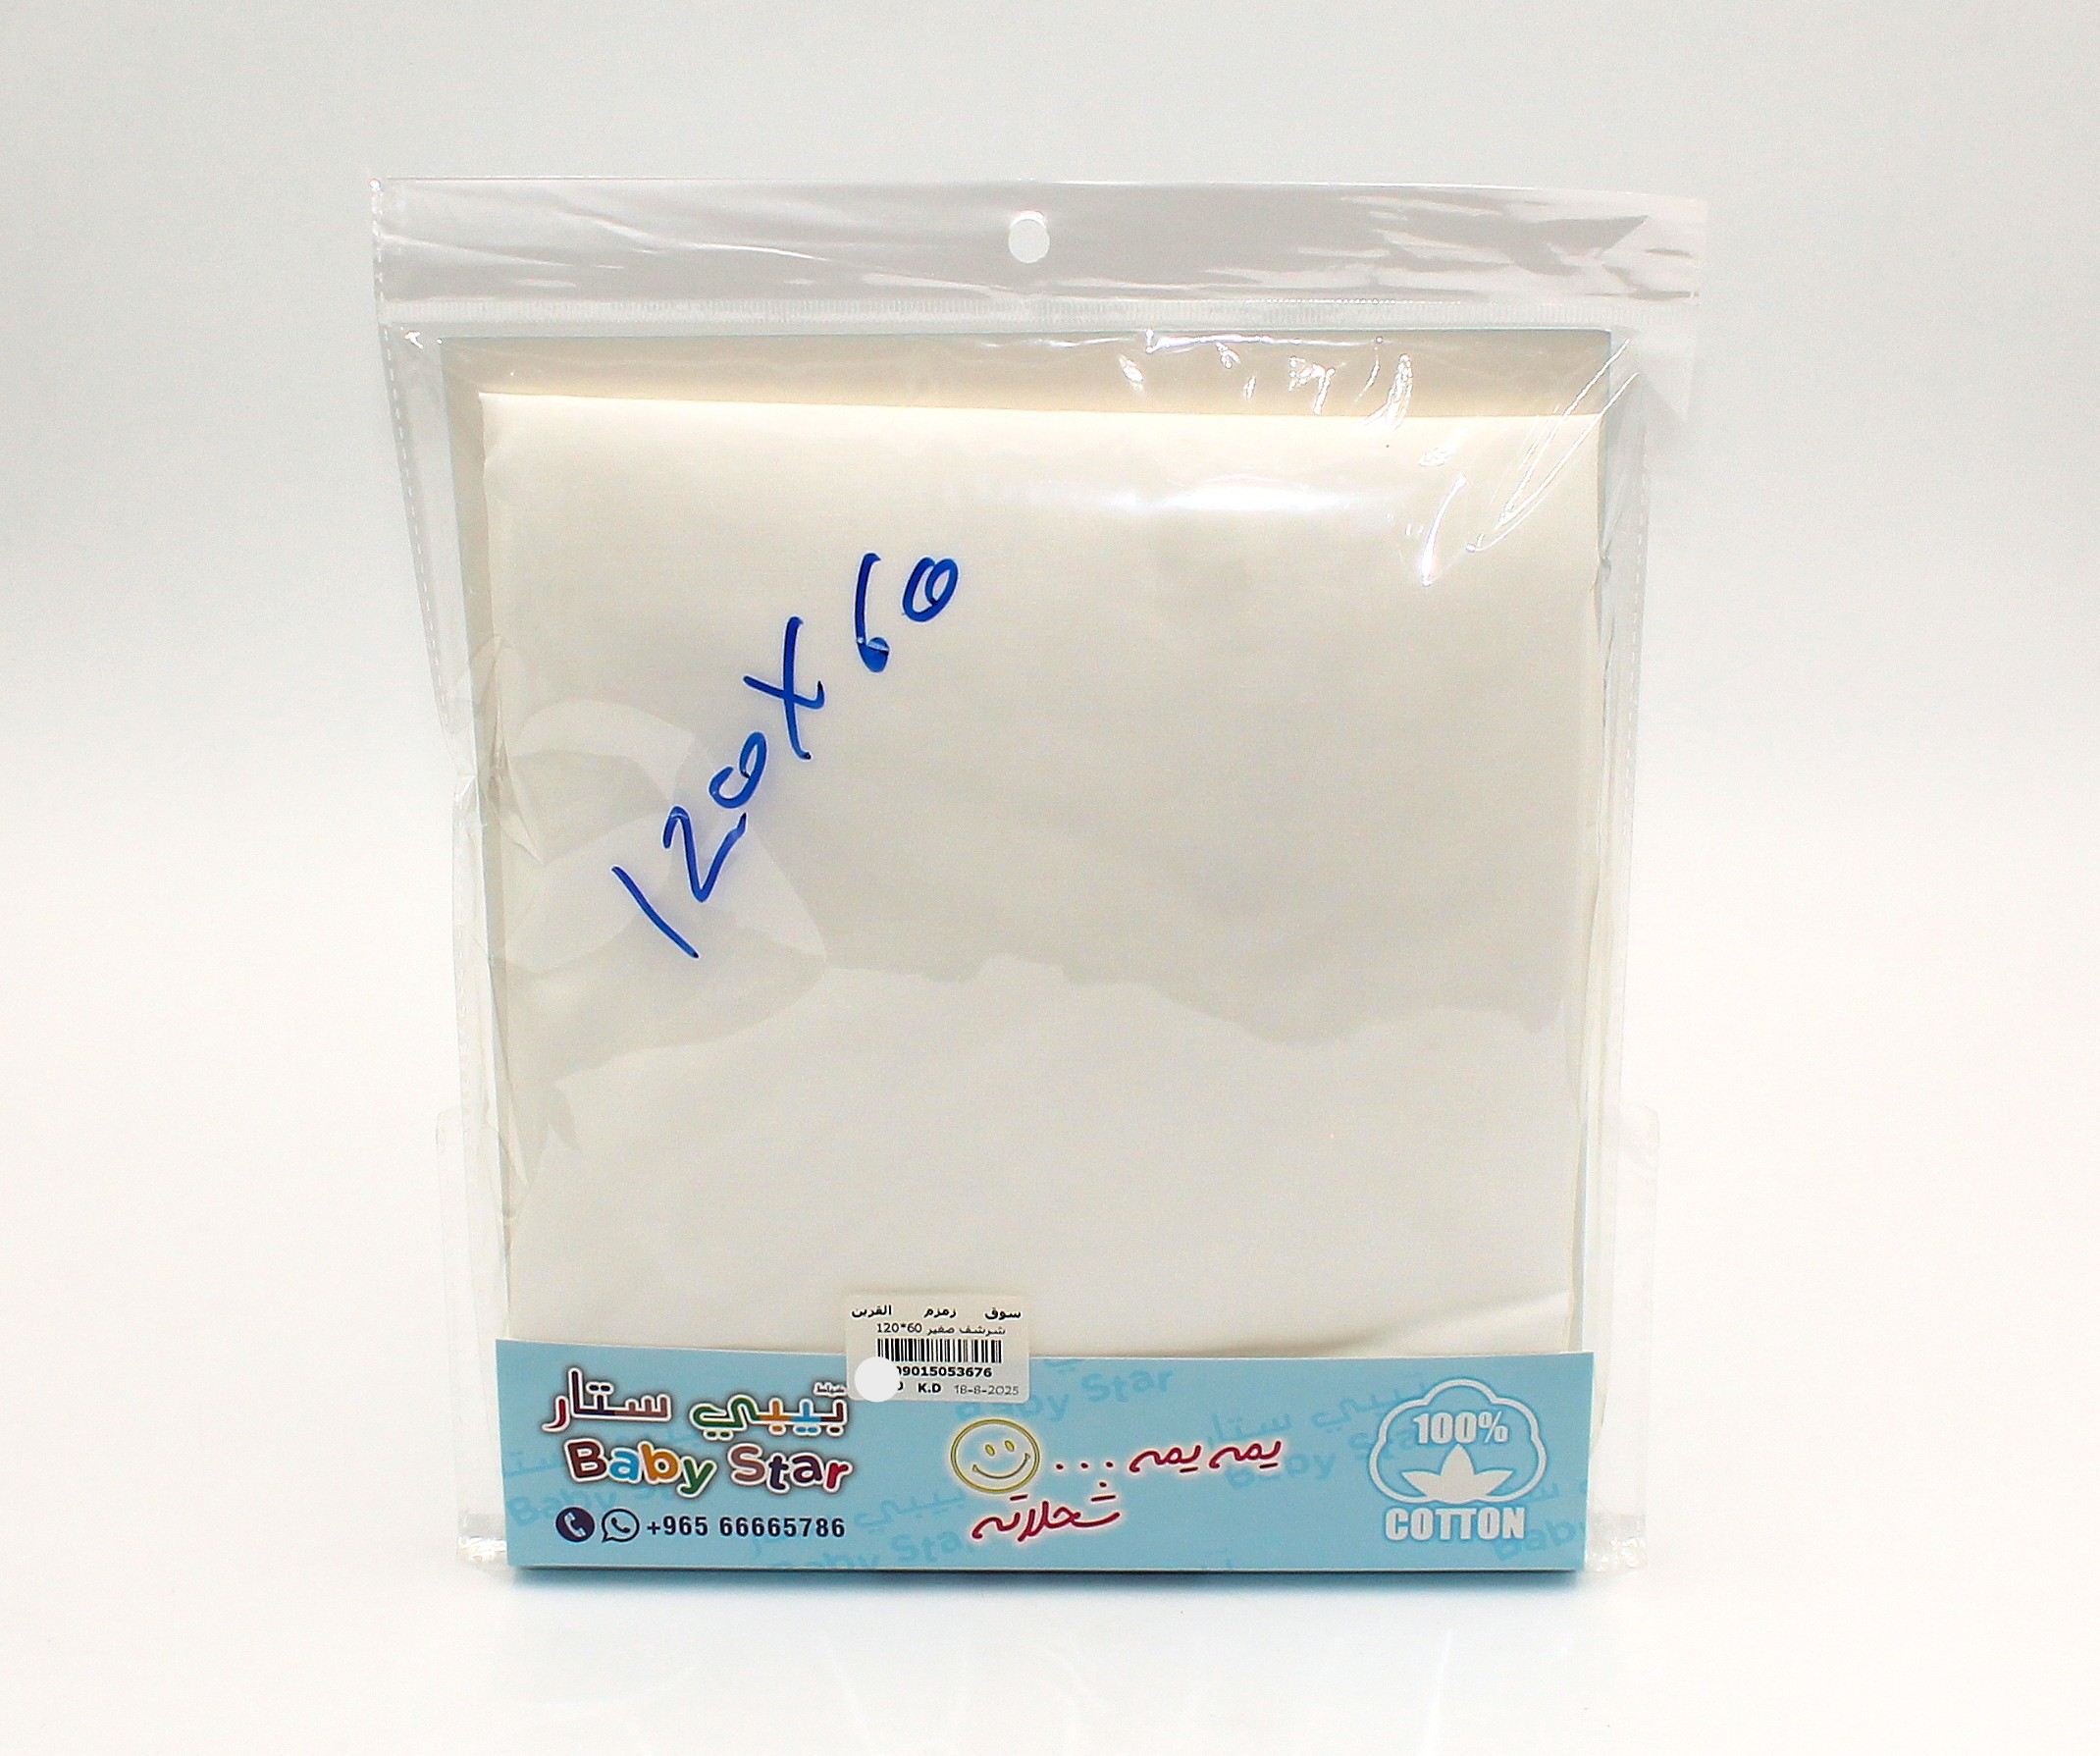 120X60
سوق زمزم القرين
شرشف صغير 60*120
09015053676
K.D 18-8-2025
بيبي ستار
Baby Star
+965 66665786
يمه يمه ...
شحلاته
100%
COTTON